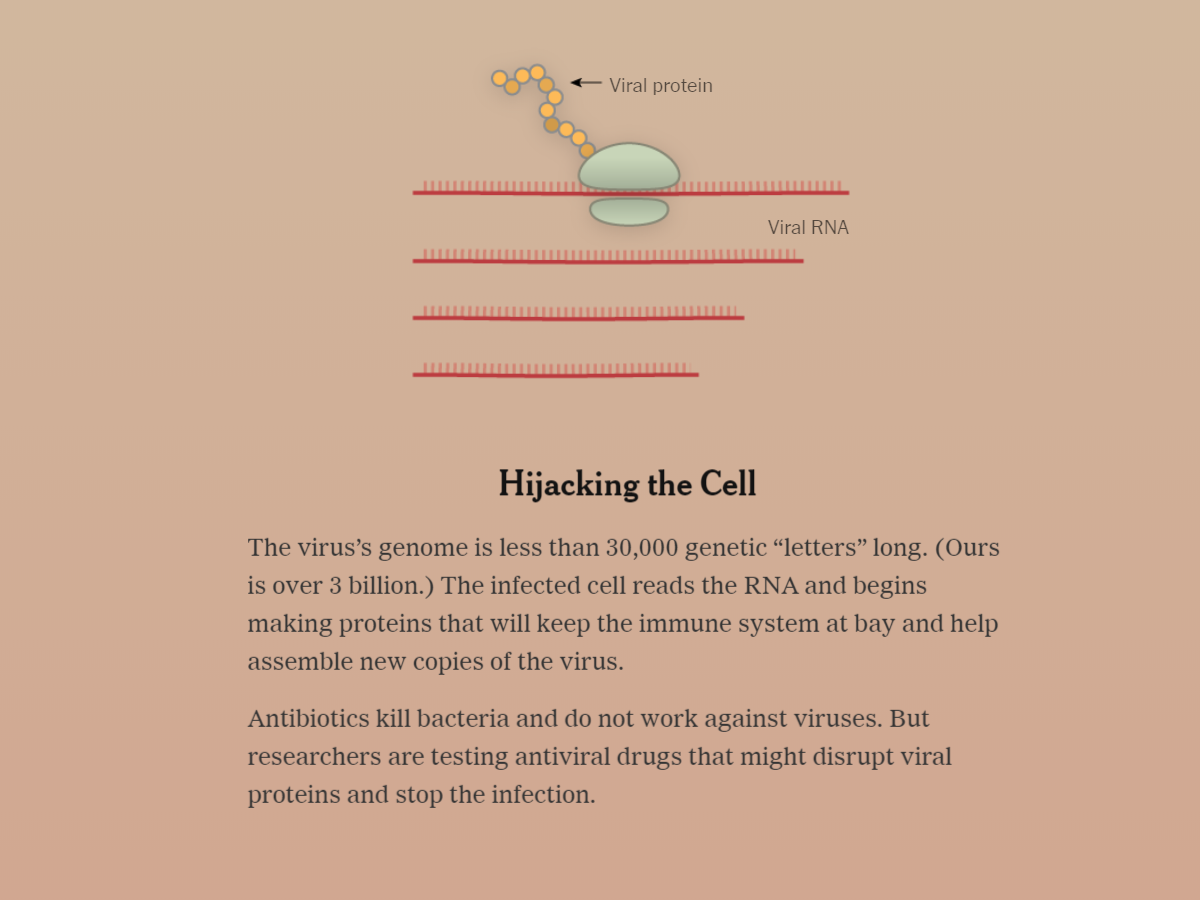 Viral protein
Viral RNA
Hijacking the Cell
The virus’s genome is less than 30,000 genetic “letters” long. (Ours
is over 3 billion.) The infected cell reads the RNA and begins
making proteins that will keep the immune system at bay and help
assemble new copies of the virus.
Antibiotics kill bacteria and do not work against viruses. But
researchers are testing antiviral drugs that might disrupt viral
proteins and stop the infection.